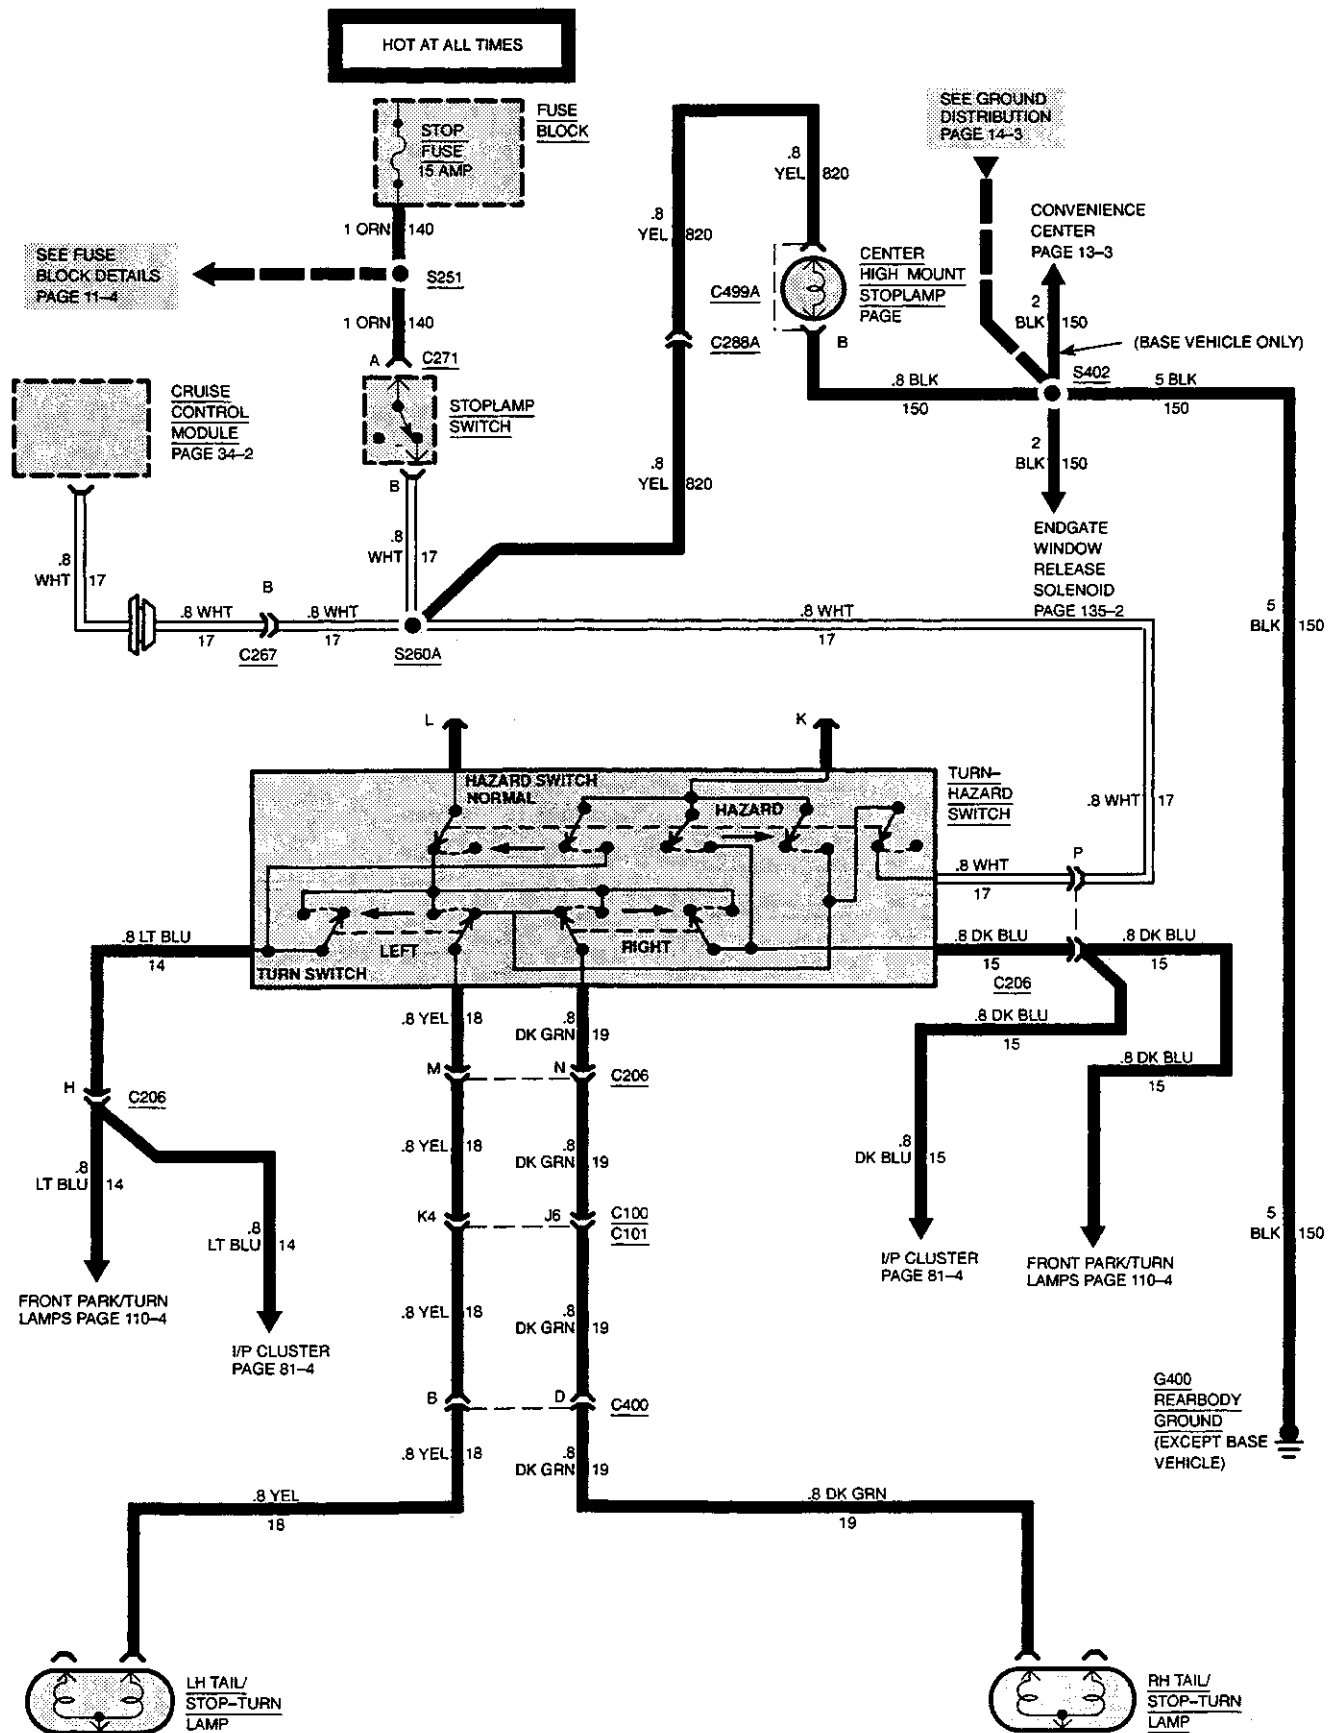 HOT AT ALL TIMES
STOP
FUSE
15 AMP
FUSE
BLOCK
1 ORN 140
SEE FUSE
BLOCK DETAILS
PAGE 11–4
S251
1 ORN 140
A
C271
CRUISE
CONTROL
MODULE
PAGE 34–2
STOPLAMP
SWITCH
B
.8
WHT 17
.8
WHT 17
B
.8 WHT
17
.8 WHT
17
C267
S260A
.8
YEL 820
.8
YEL 820
.8
YEL 820
C288A
C499A
CENTER
HIGH MOUNT
STOPLAMP
PAGE
B
SEE GROUND
DISTRIBUTION
PAGE 14–3
CONVENIENCE
CENTER
PAGE 13–3
2
BLK 150
(BASE VEHICLE ONLY)
S402
.8 BLK
150
5 BLK
150
2
BLK 150
ENDGATE
WINDOW
RELEASE
SOLENOID
PAGE 135–2
.8 WHT
17
5
BLK 150
L
K
HAZARD SWITCH
NORMAL
HAZARD
TURN–
HAZARD
SWITCH
.8 WHT 17
.8 WHT
17
P
LEFT
RIGHT
TURN SWITCH
.8 LT BLU
14
.8 DK BLU
15
.8 DK BLU
15
C206
.8 DK BLU
15
.8 DK BLU
15
.8 YEL 18
.8
DK GRN 19
M
N
C206
H
C206
.8
LT BLU 14
.8
LT BLU 14
.8 YEL 18
.8
DK GRN 19
.8
DK BLU 15
K4
J6
C100
C101
5
BLK 150
I/P CLUSTER
PAGE 81–4
FRONT PARK/TURN
LAMPS PAGE 110–4
FRONT PARK/TURN
LAMPS PAGE 110–4
I/P CLUSTER
PAGE 81–4
.8 YEL 18
.8
DK GRN 19
B
D
C400
G400
REARBODY
GROUND
(EXCEPT BASE
VEHICLE)
.8 YEL 18
.8
DK GRN 19
.8 YEL
18
.8 DK GRN
19
LH TAIL/
STOP–TURN
LAMP
RH TAIL/
STOP–TURN
LAMP